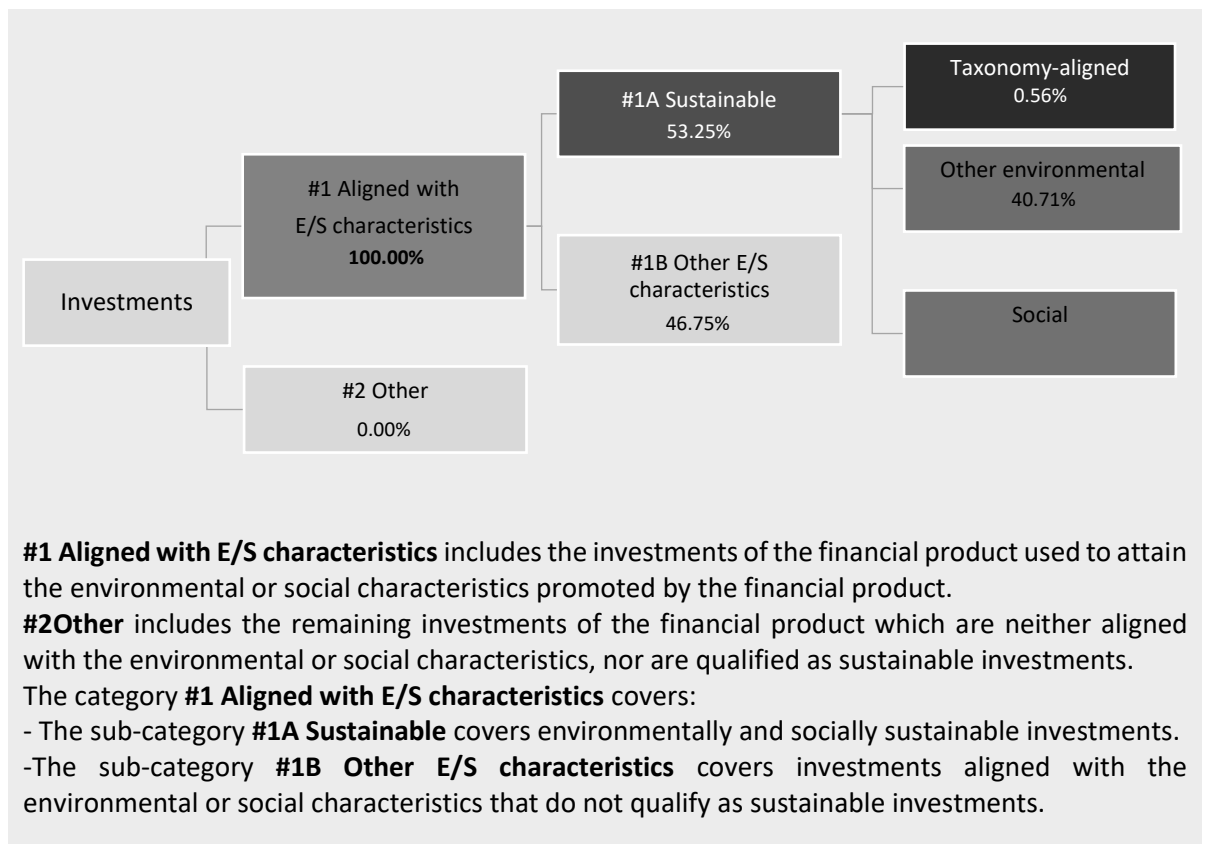 Investments
#1 Aligned with
E/S characteristics
100.00%
#2 Other
0.00%
#1A Sustainable
53.25%
#1B Other E/S
characteristics
46.75%
Taxonomy-aligned
0.56%
Other environmental
40.71%
Social
#1 Aligned with E/S characteristics includes the investments of the financial product used to attain
the environmental or social characteristics promoted by the financial product.
#2Other includes the remaining investments of the financial product which are neither aligned
with the environmental or social characteristics, nor are qualified as sustainable investments.
The category #1 Aligned with E/S characteristics covers:
- The sub-category #1A Sustainable covers environmentally and socially sustainable investments.
-The sub-category #1B Other E/S characteristics covers investments aligned with the
environmental or social characteristics that do not qualify as sustainable investments.